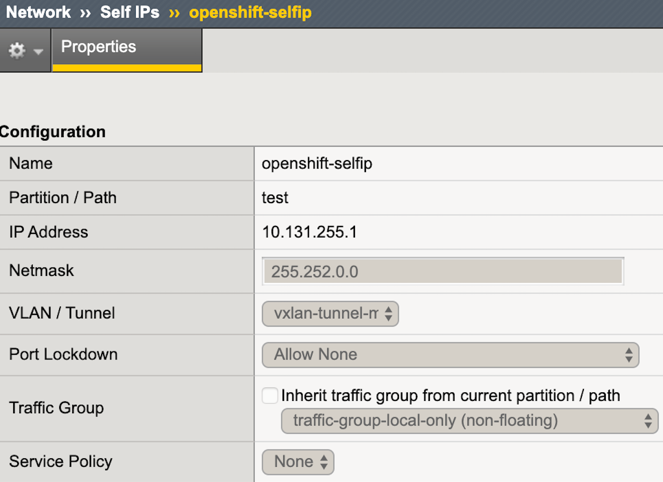 Network ›› Self IPs ›› openshift-selfip
Properties
Configuration
Name openshift-selfip
Partition / Path test
IP Address 10.131.255.1
Netmask 255.252.0.0
VLAN / Tunnel vxlan-tunnel-m
Port Lockdown Allow None
Traffic Group Inherit traffic group from current partition / path
traffic-group-local-only (non-floating)
Service Policy None